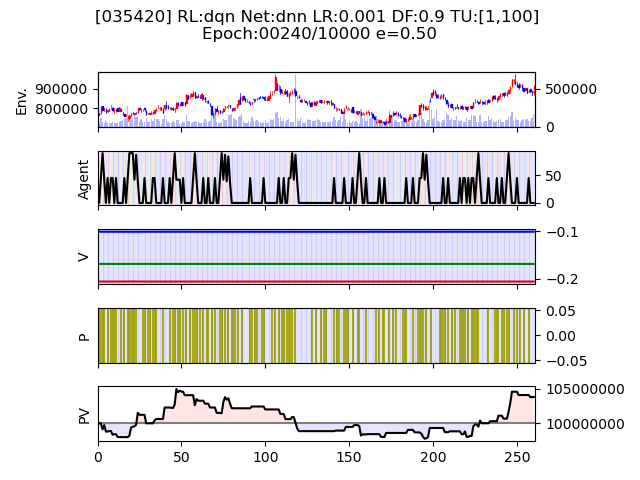 [035420] RL:dqn Net:dnn LR:0.001 DF:0.9 TU:[1,100]
Epoch:00240/10000 e=0.50
Env.
900000
800000
500000
0
Agent
50
0
V
−0.1
−0.2
P
0.05
0.00
−0.05
PV
105000000
100000000
0
50
100
150
200
250